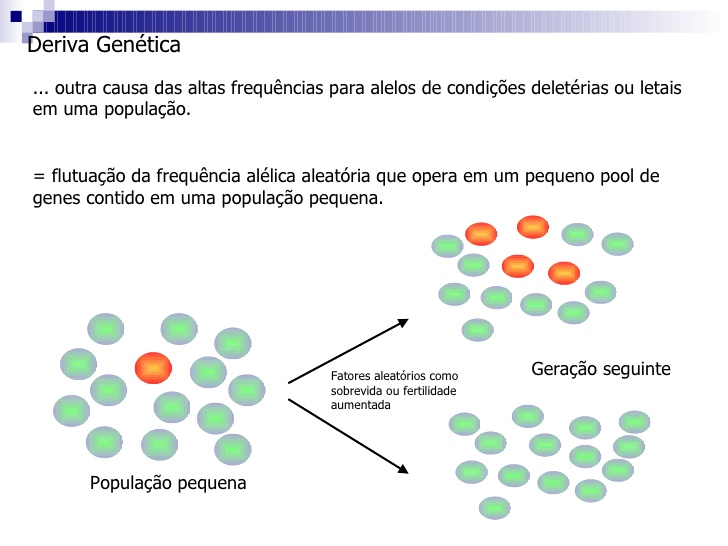 Deriva Genética
... outra causa das altas frequências para alelos de condições deletérias ou letais
em uma população.
= flutuação da frequência alélica aleatória que opera em um pequeno pool de
genes contido em uma população pequena.
Fatores aleatórios como
sobrevida ou fertilidade
aumentada
Geração seguinte
População pequena